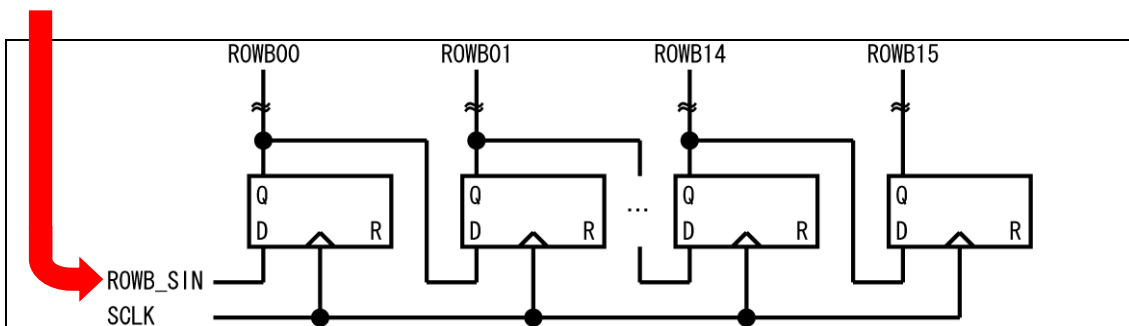 ROWB00 ROWB01 ROWB14 ROWB15
Q Q Q Q
...
D R D R D R D R
ROWB_SIN
SCLK